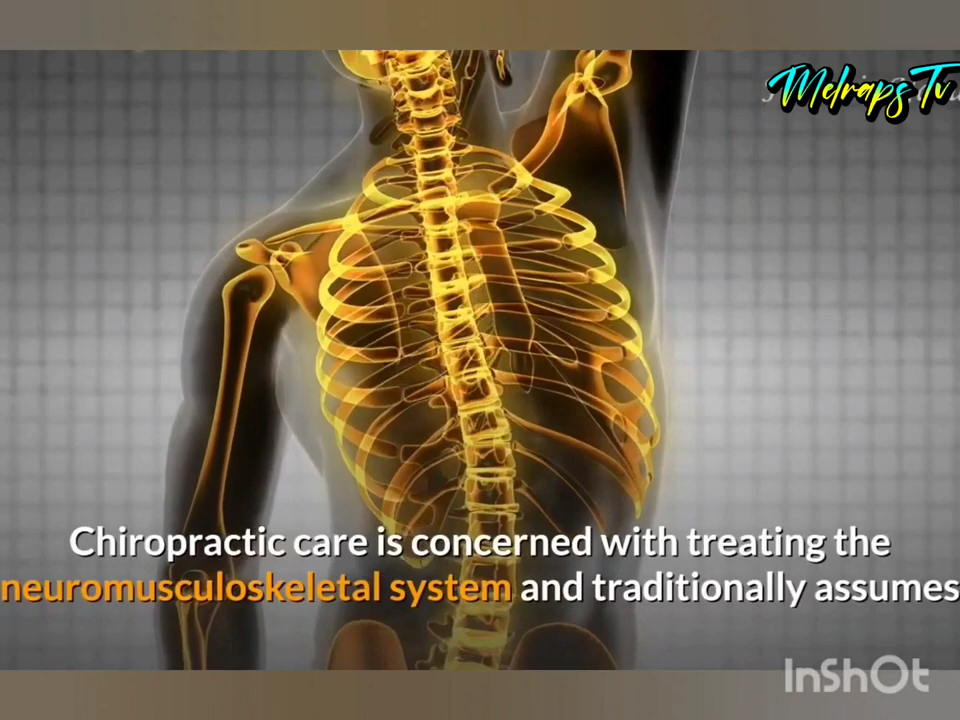 Melraps Tv
Chiropractic care is concerned with treating the
neuromusculoskeletal system and traditionally assumes
InShOt